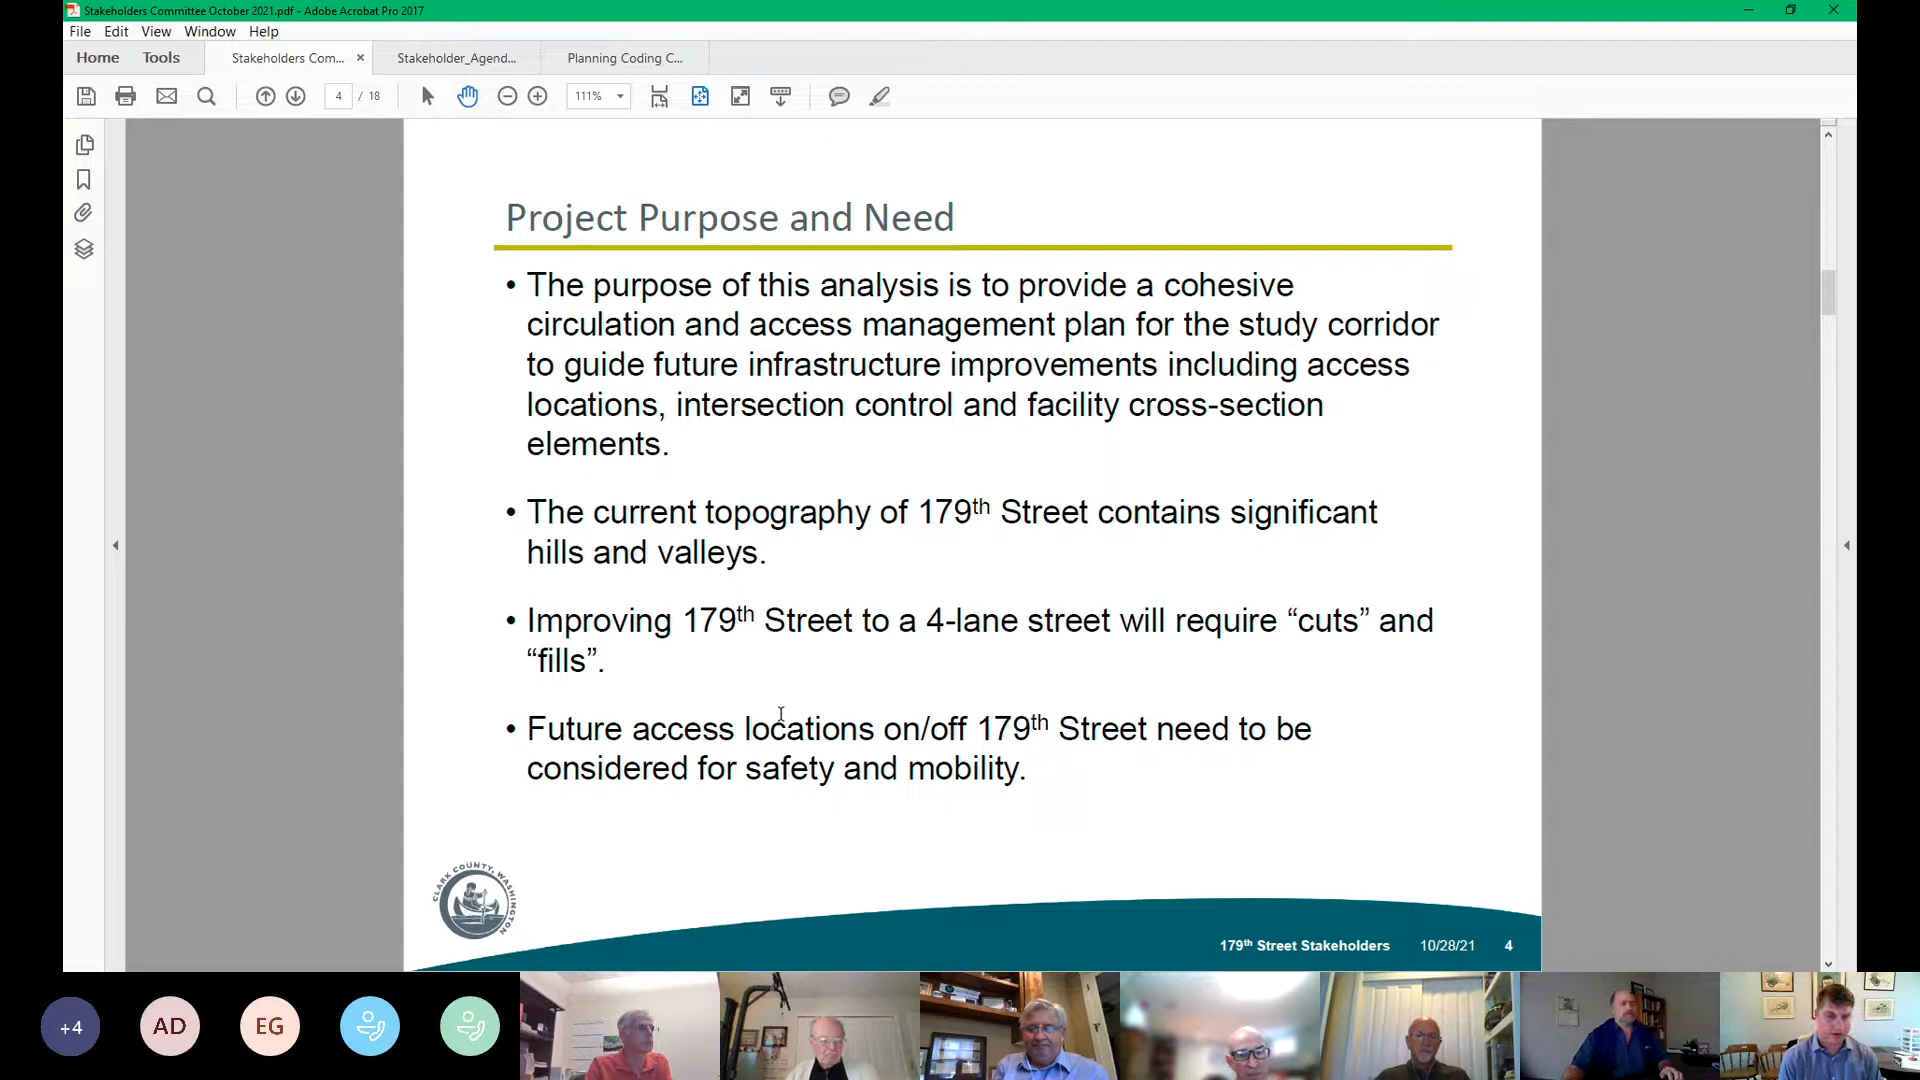 Stakeholders Committee October 2021.pdf - Adobe Acrobat Pro 2017
File Edit View Window Help
Home Tools Stakeholders Com... × Stakeholder_Agend... Planning Coding C...
4 / 18 111%
Project Purpose and Need
• The purpose of this analysis is to provide a cohesive
circulation and access management plan for the study corridor
to guide future infrastructure improvements including access
locations, intersection control and facility cross-section
elements.
• The current topography of 179th Street contains significant
hills and valleys.
• Improving 179th Street to a 4-lane street will require “cuts” and
“fills”.
• Future access locations on/off 179th Street need to be
considered for safety and mobility.
CLARK COUNTY, WASHINGTON
179th Street Stakeholders 10/28/21 4
+4 AD EG